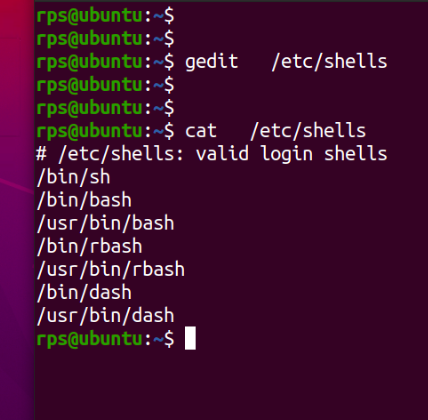 rps@ubuntu:~$
rps@ubuntu:~$
rps@ubuntu:~$ gedit   /etc/shells
rps@ubuntu:~$
rps@ubuntu:~$
rps@ubuntu:~$ cat   /etc/shells
# /etc/shells: valid login shells
/bin/sh
/bin/bash
/usr/bin/bash
/bin/rbash
/usr/bin/rbash
/bin/dash
/usr/bin/dash
rps@ubuntu:~$